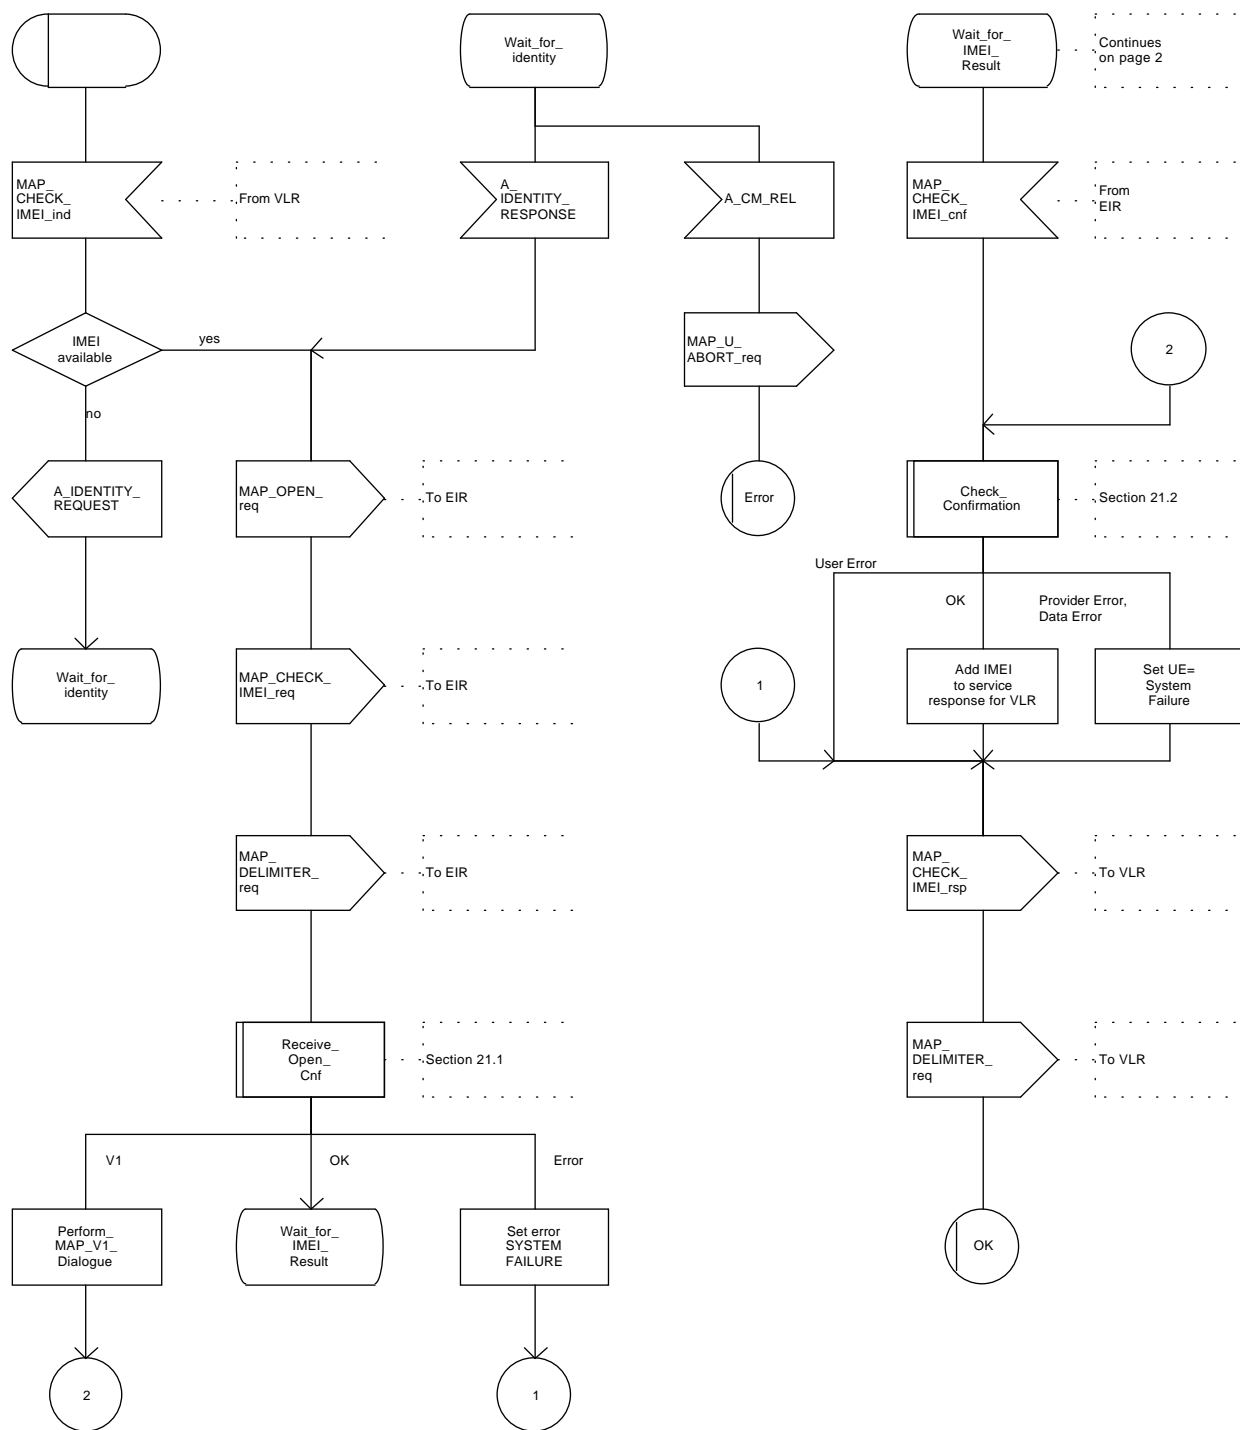 Wait_for_
identity
Wait_for_
IMEI_
Result
Continues
on page 2
MAP_
CHECK_
IMEI_ind
From VLR
A_
IDENTITY_
RESPONSE
A_CM_REL
MAP_
CHECK_
IMEI_cnf
From
EIR
IMEI
available
yes
no
MAP_U_
ABORT_req
2
A_IDENTITY_
REQUEST
MAP_OPEN_
req
To EIR
Error
Check_
Confirmation
Section 21.2
User Error
OK
Provider Error,
Data Error
Wait_for_
identity
MAP_CHECK_
IMEI_req
To EIR
1
Add IMEI
to service
response for VLR
Set UE=
System
Failure
MAP_
DELIMITER_
req
To EIR
MAP_
CHECK_
IMEI_rsp
To VLR
Receive_
Open_
Cnf
Section 21.1
MAP_
DELIMITER_
req
To VLR
V1
OK
Error
Perform_
MAP_V1_
Dialogue
Wait_for_
IMEI_
Result
Set error
SYSTEM
FAILURE
OK
2
1